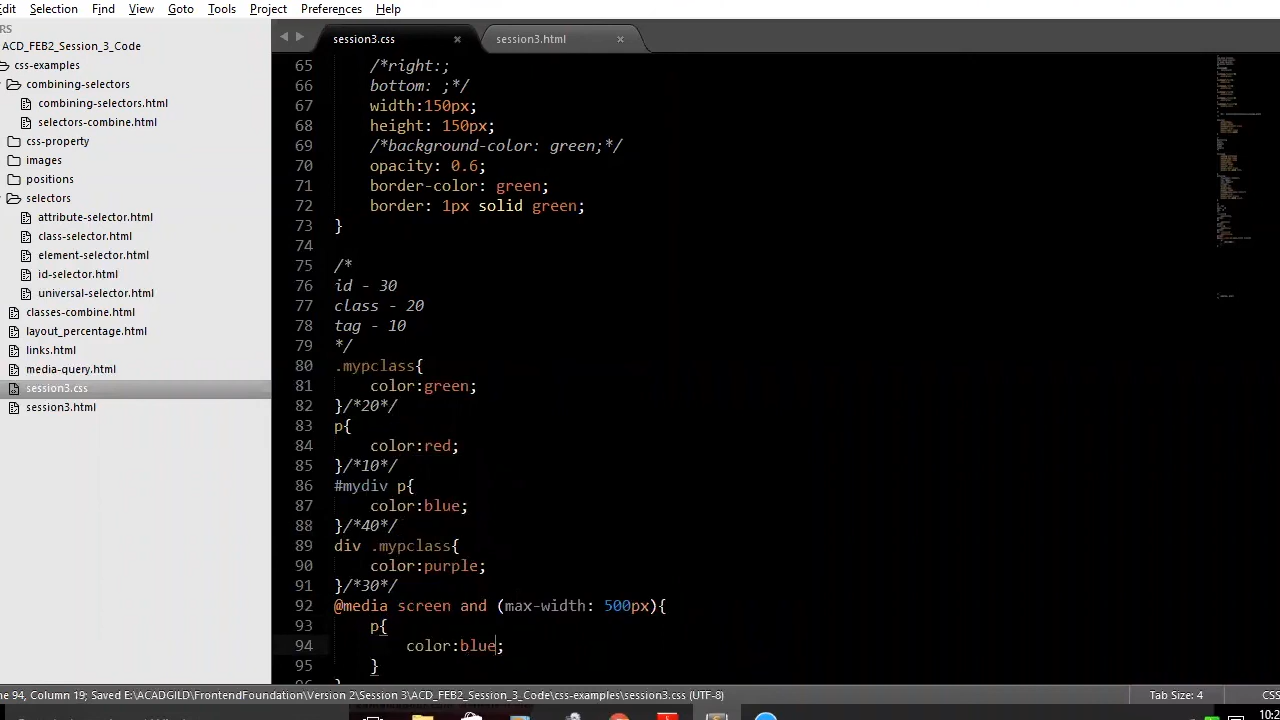 Edit Selection Find View Goto Tools Project Preferences Help
RS
ACD_FEB2_Session_3_Code
css-examples
combining-selectors
combining-selectors.html
selectors-combine.html
css-property
images
positions
selectors
attribute-selector.html
class-selector.html
element-selector.html
id-selector.html
universal-selector.html
classes-combine.html
layout_percentage.html
links.html
media-query.html
session3.css
session3.html
session3.css × session3.html ×
65 /*right:;
66 bottom: ;*/
67 width:150px;
68 height: 150px;
69 /*background-color: green;*/
70 opacity: 0.6;
71 border-color: green;
72 border: 1px solid green;
73 }
74
75 /*
76 id - 30
77 class - 20
78 tag - 10
79 */
80 .mypclass{
81 color:green;
82 }/*20*/
83 p{
84 color:red;
85 }/*10*/
86 #mydiv p{
87 color:blue;
88 }/*40*/
89 div .mypclass{
90 color:purple;
91 }/*30*/
92 @media screen and (max-width: 500px){
93 p{
94 color:blue;
95 }
96 }
ne 94, Column 19; Saved E:\ACADGILD\FrontendFoundation\Version 2\Session 3\ACD_FEB2_Session_3_Code\css-examples\session3.css (UTF-8) Tab Size: 4 CSS
10:2